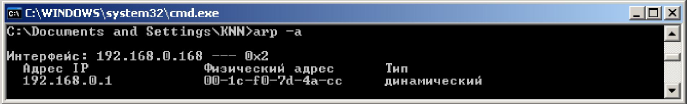 C:\WINDOWS\system32\cmd.exe
C:\Documents and Settings\XNN>arp -a
Интерфейс: 192.168.0.168 --- 0x2
Адрес IP Физический адрес Тип
192.168.0.1 00-1c-f0-7d-4a-cc динамический